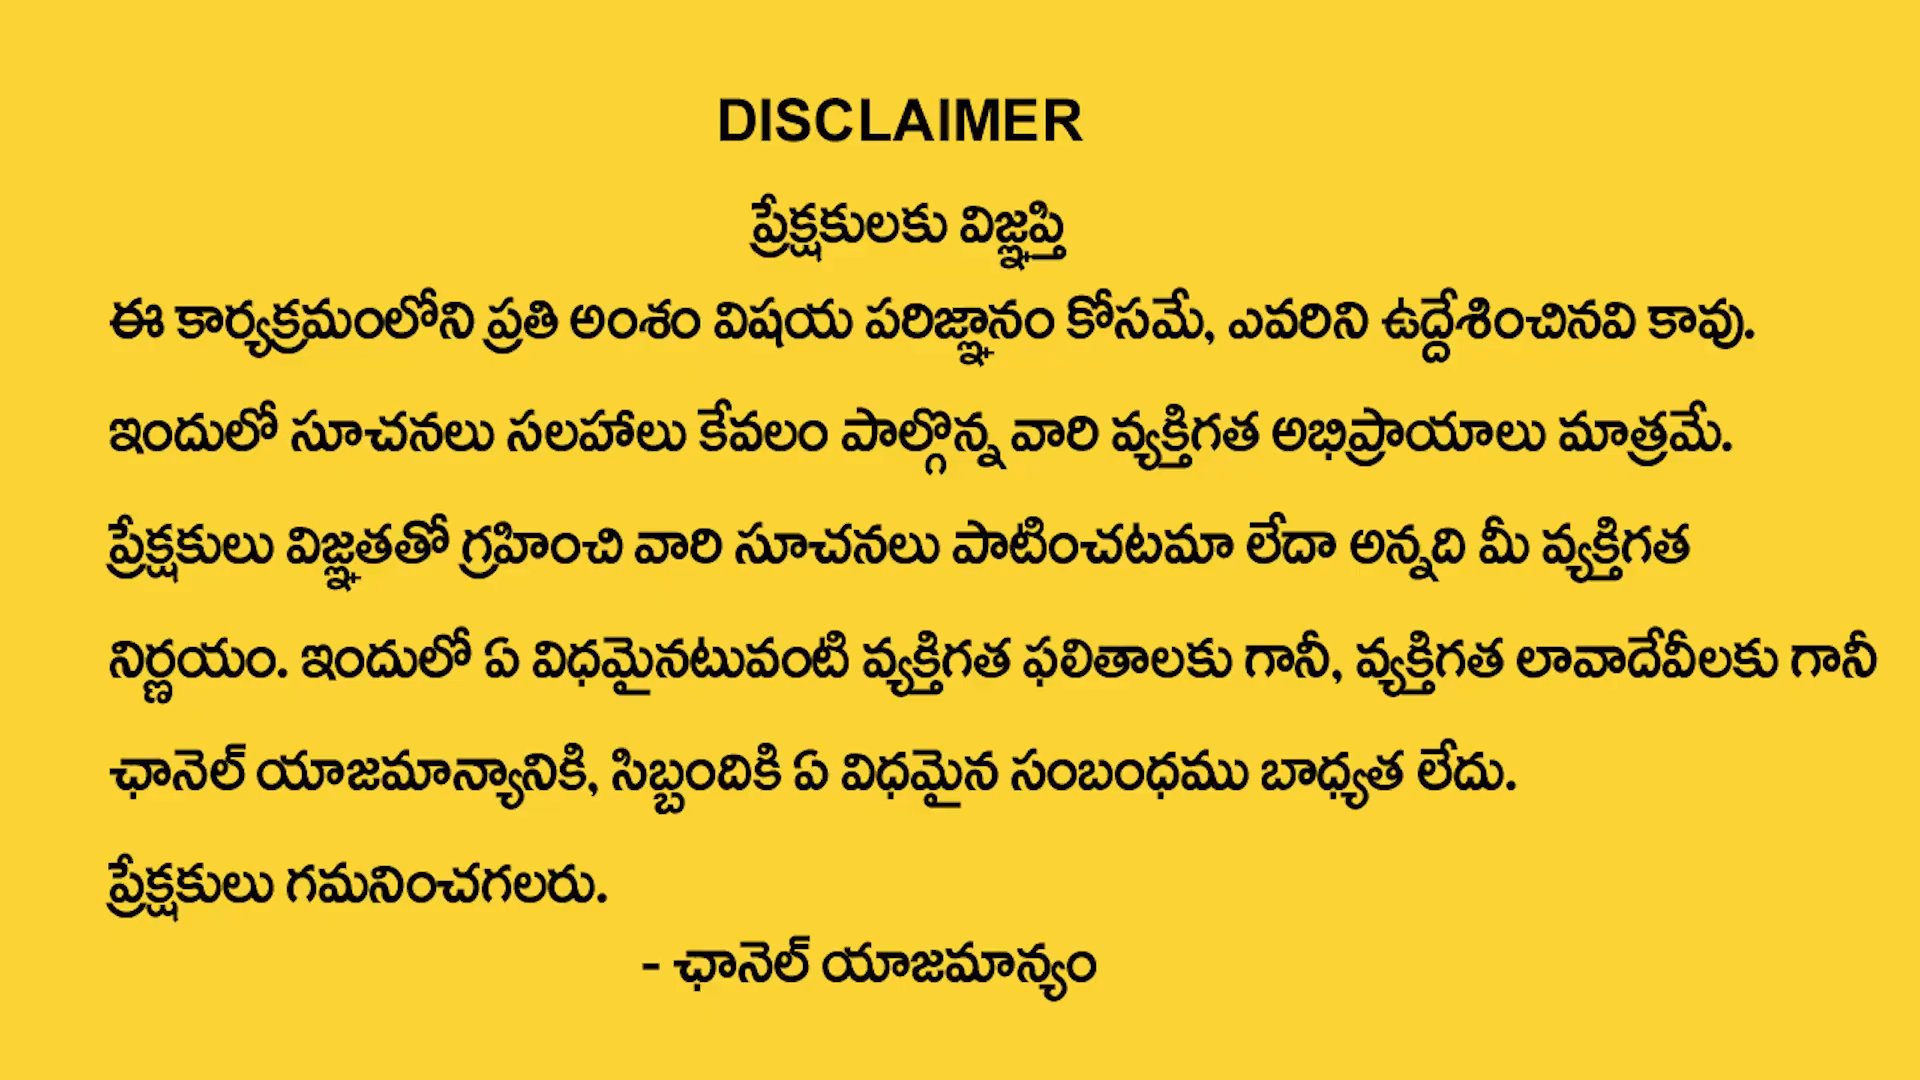 DISCLAIMER
ప్రేక్షకులకు విజ్ఞప్తి
ఈ కార్యక్రమంలోని ప్రతి అంశం విషయ పరిజ్ఞానం కోసమే, ఎవరిని ఉద్దేశించినవి కావు.
ఇందులో సూచనలు సలహాలు కేవలం పాల్గొన్న వారి వ్యక్తిగత అభిప్రాయాలు మాత్రమే.
ప్రేక్షకులు విజ్ఞతతో గ్రహించి వారి సూచనలు పాటించటమా లేదా అన్నది మీ వ్యక్తిగత
నిర్ణయం. ఇందులో ఏ విధమైనటువంటి వ్యక్తిగత ఫలితాలకు గానీ, వ్యక్తిగత లావాదేవీలకు గానీ
ఛానెల్ యాజమాన్యానికి, సిబ్బందికి ఏ విధమైన సంబంధము బాధ్యత లేదు.
ప్రేక్షకులు గమనించగలరు.
- ఛానెల్ యాజమాన్యం